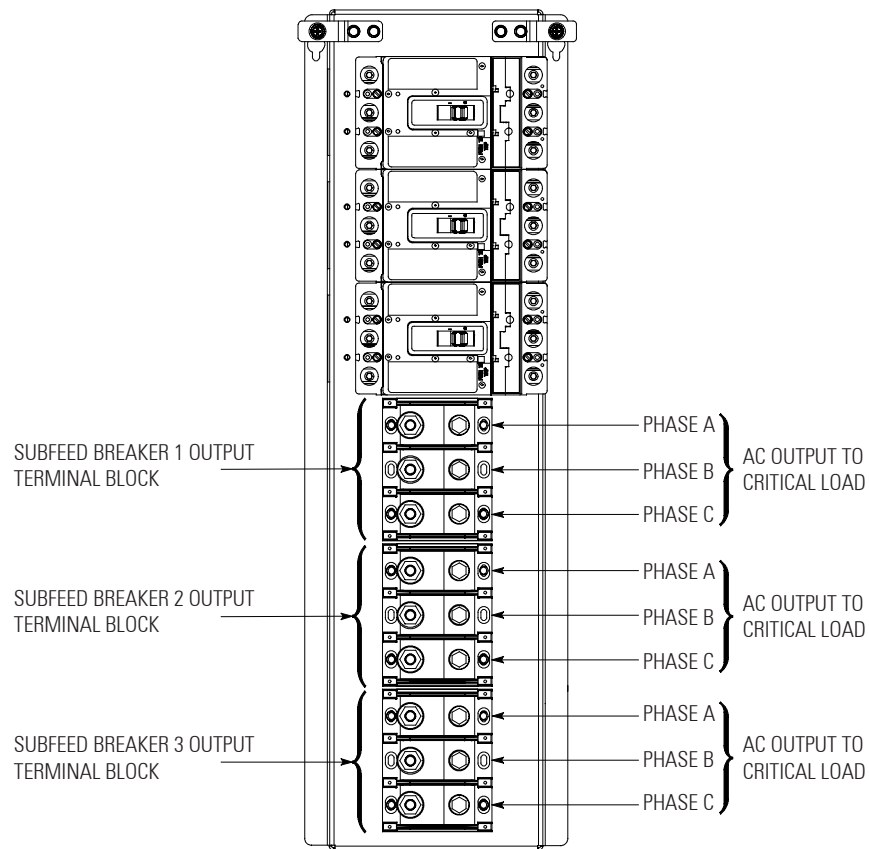 SUBFEED BREAKER 1 OUTPUT
TERMINAL BLOCK
PHASE A
PHASE B
PHASE C
AC OUTPUT TO
CRITICAL LOAD
SUBFEED BREAKER 2 OUTPUT
TERMINAL BLOCK
PHASE A
PHASE B
PHASE C
AC OUTPUT TO
CRITICAL LOAD
SUBFEED BREAKER 3 OUTPUT
TERMINAL BLOCK
PHASE A
PHASE B
PHASE C
AC OUTPUT TO
CRITICAL LOAD